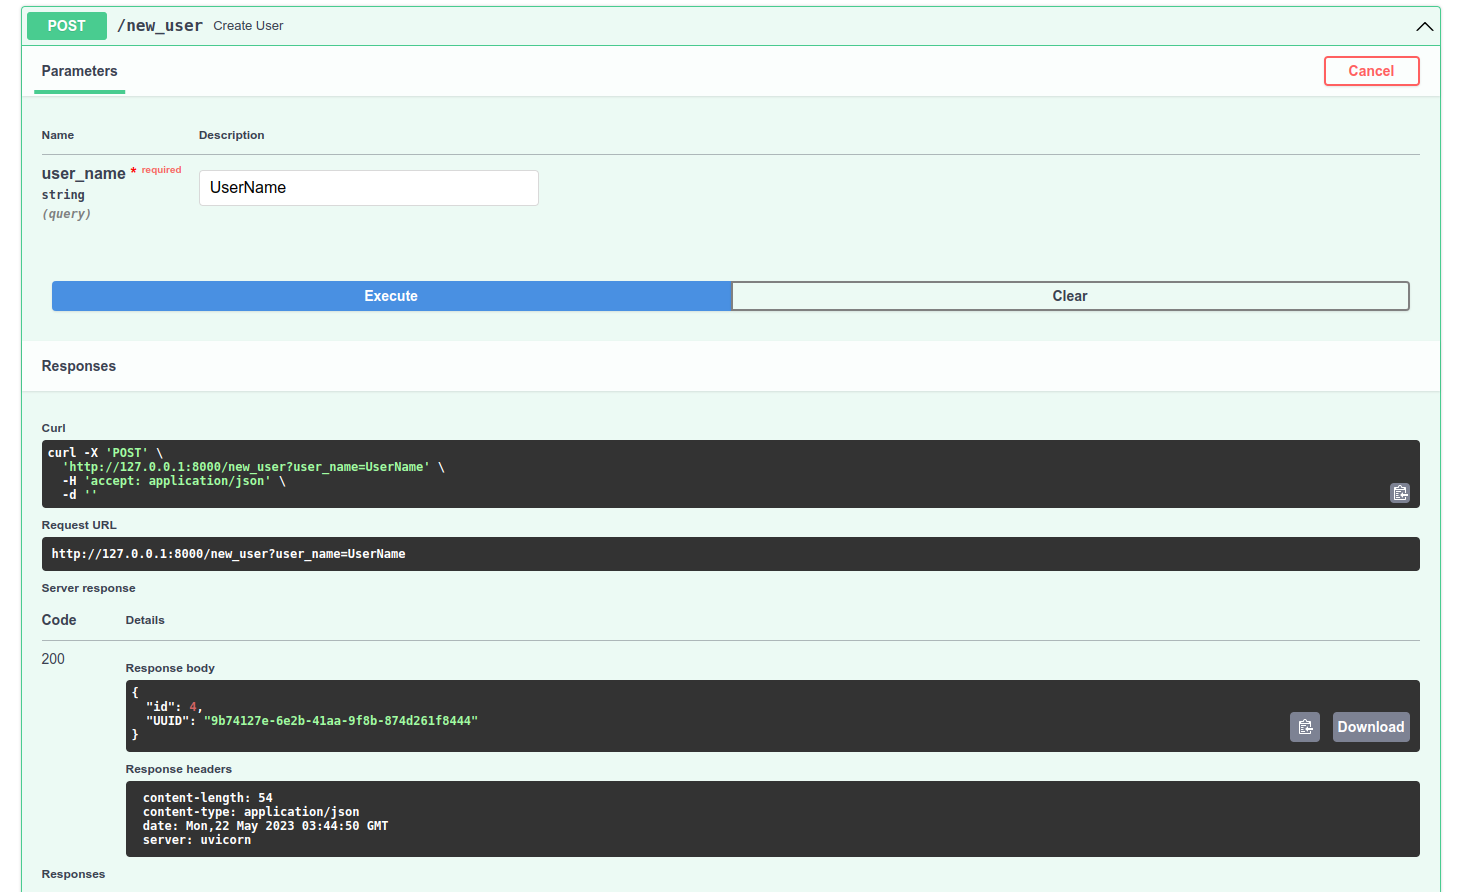 POST /new_user Create User
Parameters
Cancel
Name Description
user_name * required
string
(query)
UserName
Execute Clear
Responses
Curl
curl -X 'POST' \
'http://127.0.0.1:8000/new_user?user_name=UserName' \
-H 'accept: application/json' \
-d ''
Request URL
http://127.0.0.1:8000/new_user?user_name=UserName
Server response
Code Details
200
Response body
{
"id": 4,
"UUID": "9b74127e-6e2b-41aa-9f8b-874d261f8444"
}
Download
Response headers
content-length: 54
content-type: application/json
date: Mon,22 May 2023 03:44:50 GMT
server: uvicorn
Responses